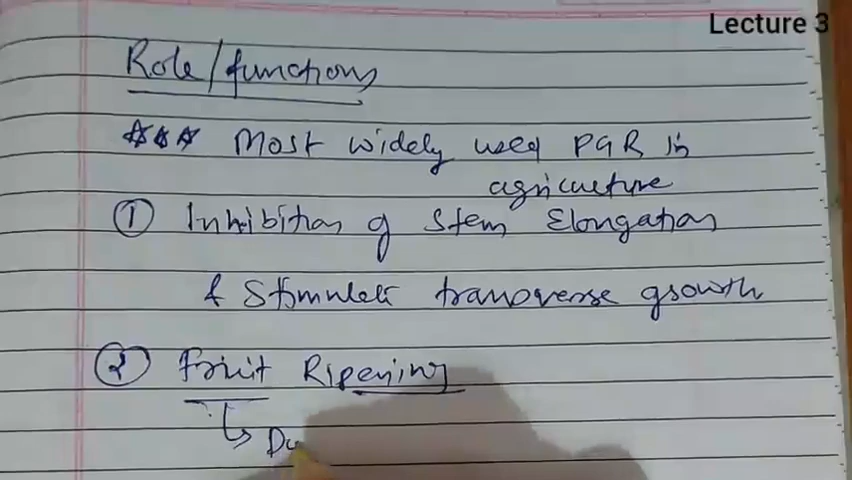 Lecture 3
Role/functions
*** Most widely used PGR in
agriculture
① Inhibition of Stem Elongation
& Stimulate transverse growth
② Fruit Ripening
↳ Du